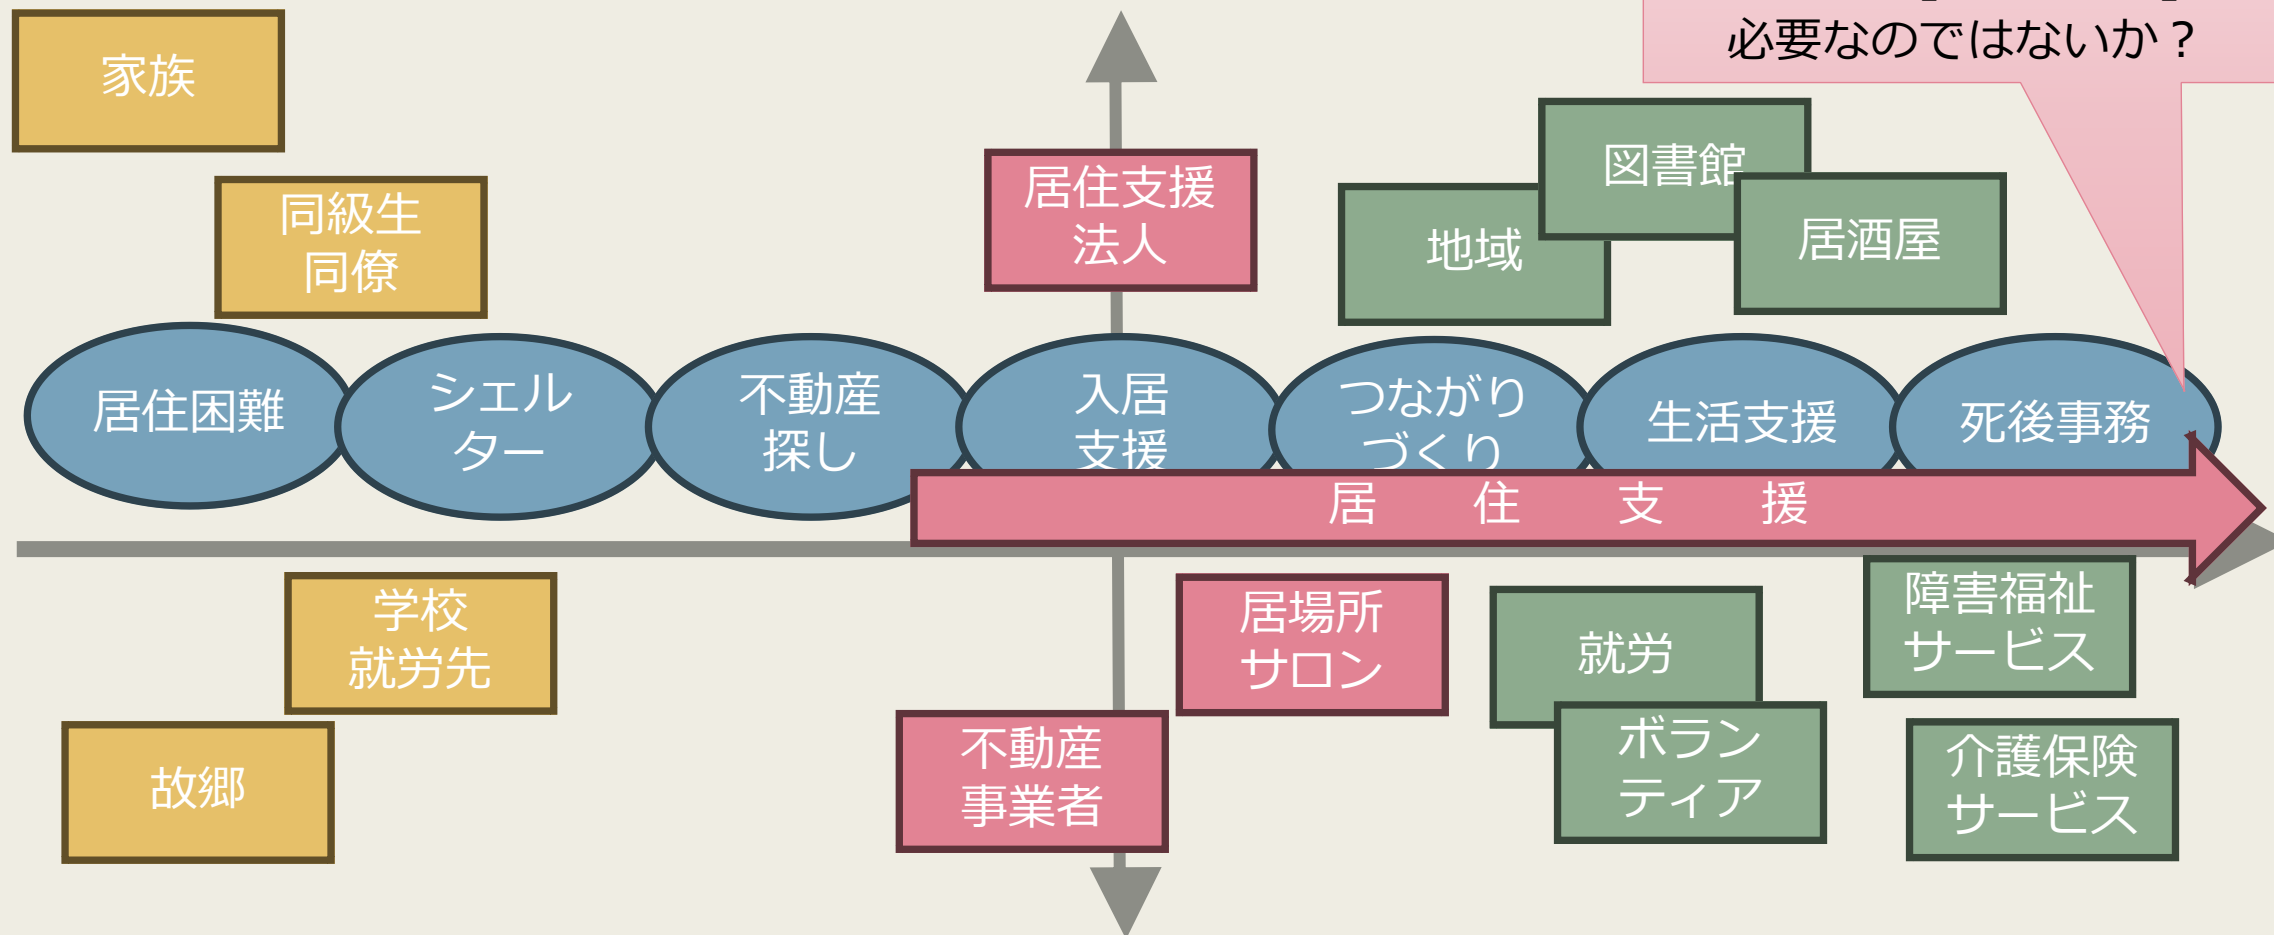 必要なのではないか？
家族
同級生
同僚
居住支援
法人
図書館
地域
居酒屋
居住困難
シェル
ター
不動産
探し
入居
支援
つながり
づくり
生活支援
死後事務
居　住　支　援
学校
就労先
居場所
サロン
就労
障害福祉
サービス
故郷
不動産
事業者
ボラン
ティア
介護保険
サービス